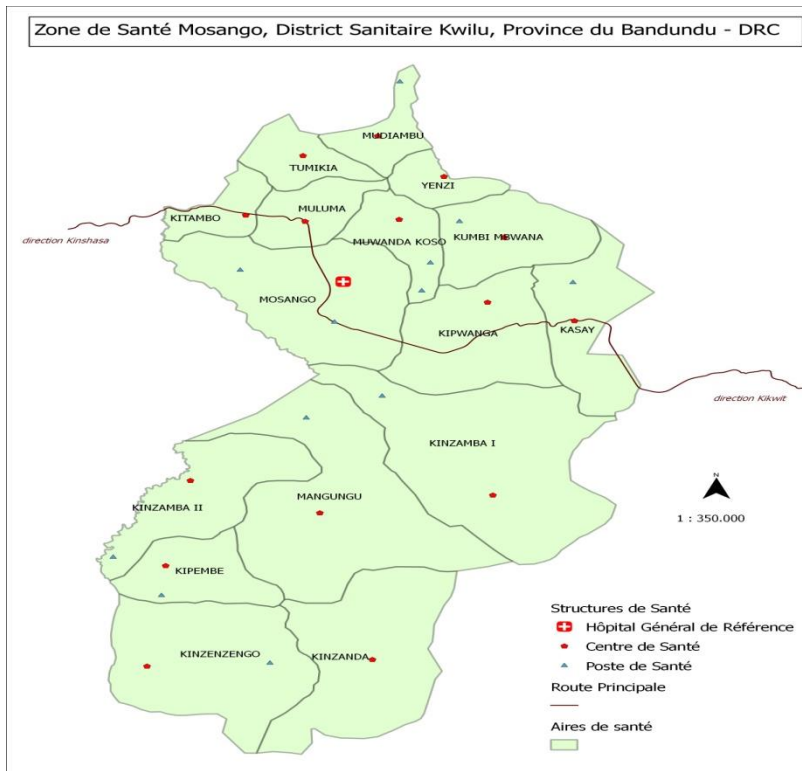 Zone de Santé Mosango, District Sanitaire Kwilu, Province du Bandundu - DRC
MUDIAMBU
TUMIKIA
YENZI
KITAMBO
MULUMA
MUWANDA KOSO
KUMBI MBWANA
direction Kinshasa
MOSANGO
KIPWANGA
KASAY
direction Kikwit
KINZAMBA I
KINZAMBA II
MANGUNGU
N
1 : 350.000
KIPEMBE
Structures de Santé
Hôpital Général de Référence
Centre de Santé
Poste de Santé
Route Principale
Aires de santé
KINZENZENGO
KINZANDA